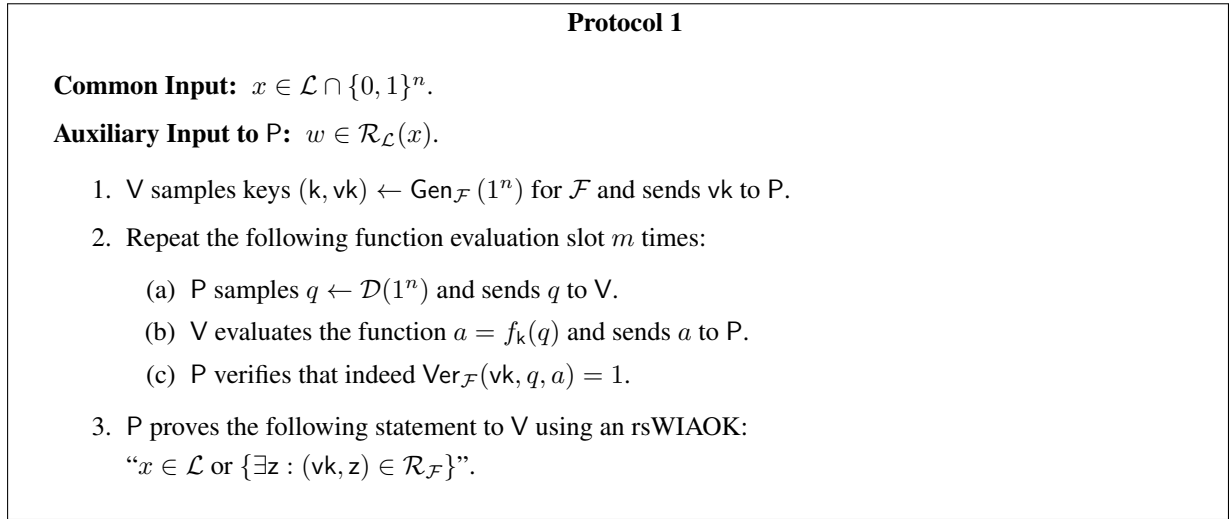 Protocol 1
Common Input: x ∈ ℒ ∩ {0, 1}ⁿ.
Auxiliary Input to P: w ∈ ℛ_ℒ(x).
1. V samples keys (k, vk) ← Gen_ℱ (1ⁿ) for ℱ and sends vk to P.
2. Repeat the following function evaluation slot m times:
(a) P samples q ← 𝒟(1ⁿ) and sends q to V.
(b) V evaluates the function a = f_k(q) and sends a to P.
(c) P verifies that indeed Ver_ℱ(vk, q, a) = 1.
3. P proves the following statement to V using an rsWIAOK:
“x ∈ ℒ or {∃z : (vk, z) ∈ ℛ_ℱ}”.